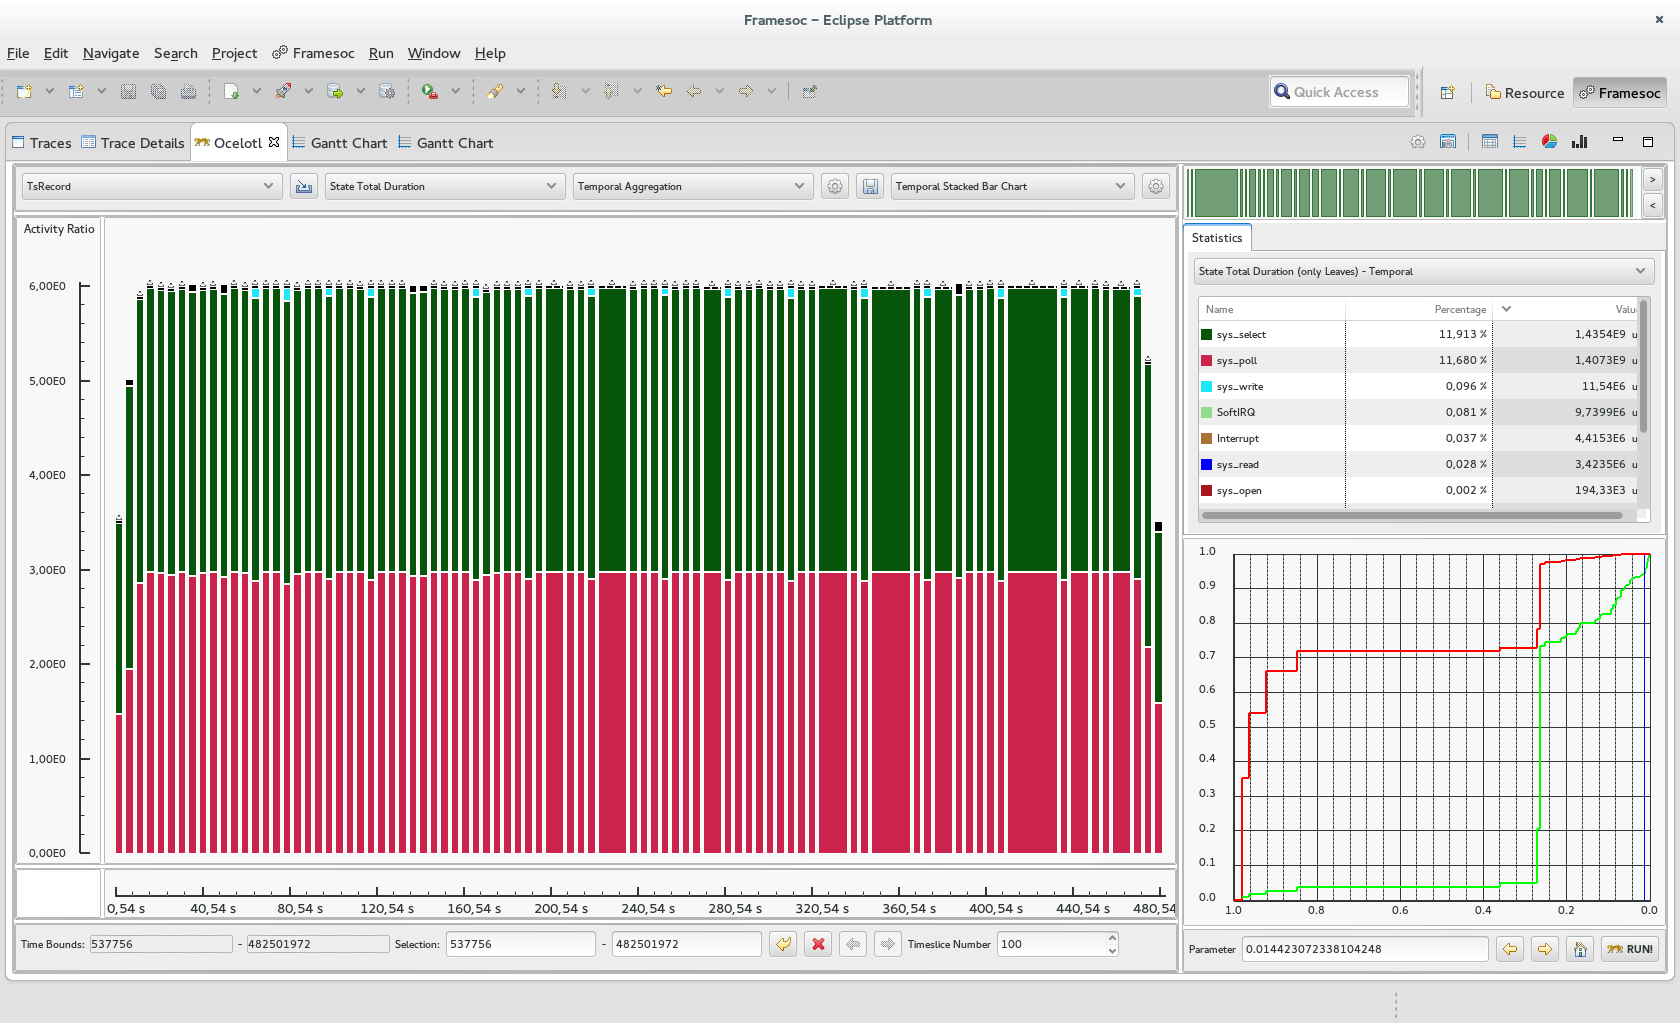 Framesoc – Eclipse Platform
File Edit Navigate Search Project Framesoc Run Window Help
Quick Access Resource Framesoc
Traces Trace Details Ocelotl Gantt Chart Gantt Chart
TsRecord State Total Duration Temporal Aggregation Temporal Stacked Bar Chart
>
<
Activity Ratio
6,00E0
5,00E0
4,00E0
3,00E0
2,00E0
1,00E0
0,00E0
0,54 s 40,54 s 80,54 s 120,54 s 160,54 s 200,54 s 240,54 s 280,54 s 320,54 s 360,54 s 400,54 s 440,54 s 480,54
Time Bounds: 537756 - 482501972 Selection: 537756 - 482501972 Timeslice Number 100
Statistics
State Total Duration (only Leaves) - Temporal
Name Percentage Valu
sys_select 11,913 % 1,4354E9 u
sys_poll 11,680 % 1,4073E9 u
sys_write 0,096 % 11,54E6 u
SoftIRQ 0,081 % 9,7399E6 u
Interrupt 0,037 % 4,4153E6 u
sys_read 0,028 % 3,4235E6 u
sys_open 0,002 % 194,33E3 u
1.0
0.9
0.8
0.7
0.6
0.5
0.4
0.3
0.2
0.1
0.0
1.0 0.8 0.6 0.4 0.2 0.0
Parameter 0.014423072338104248 RUN!